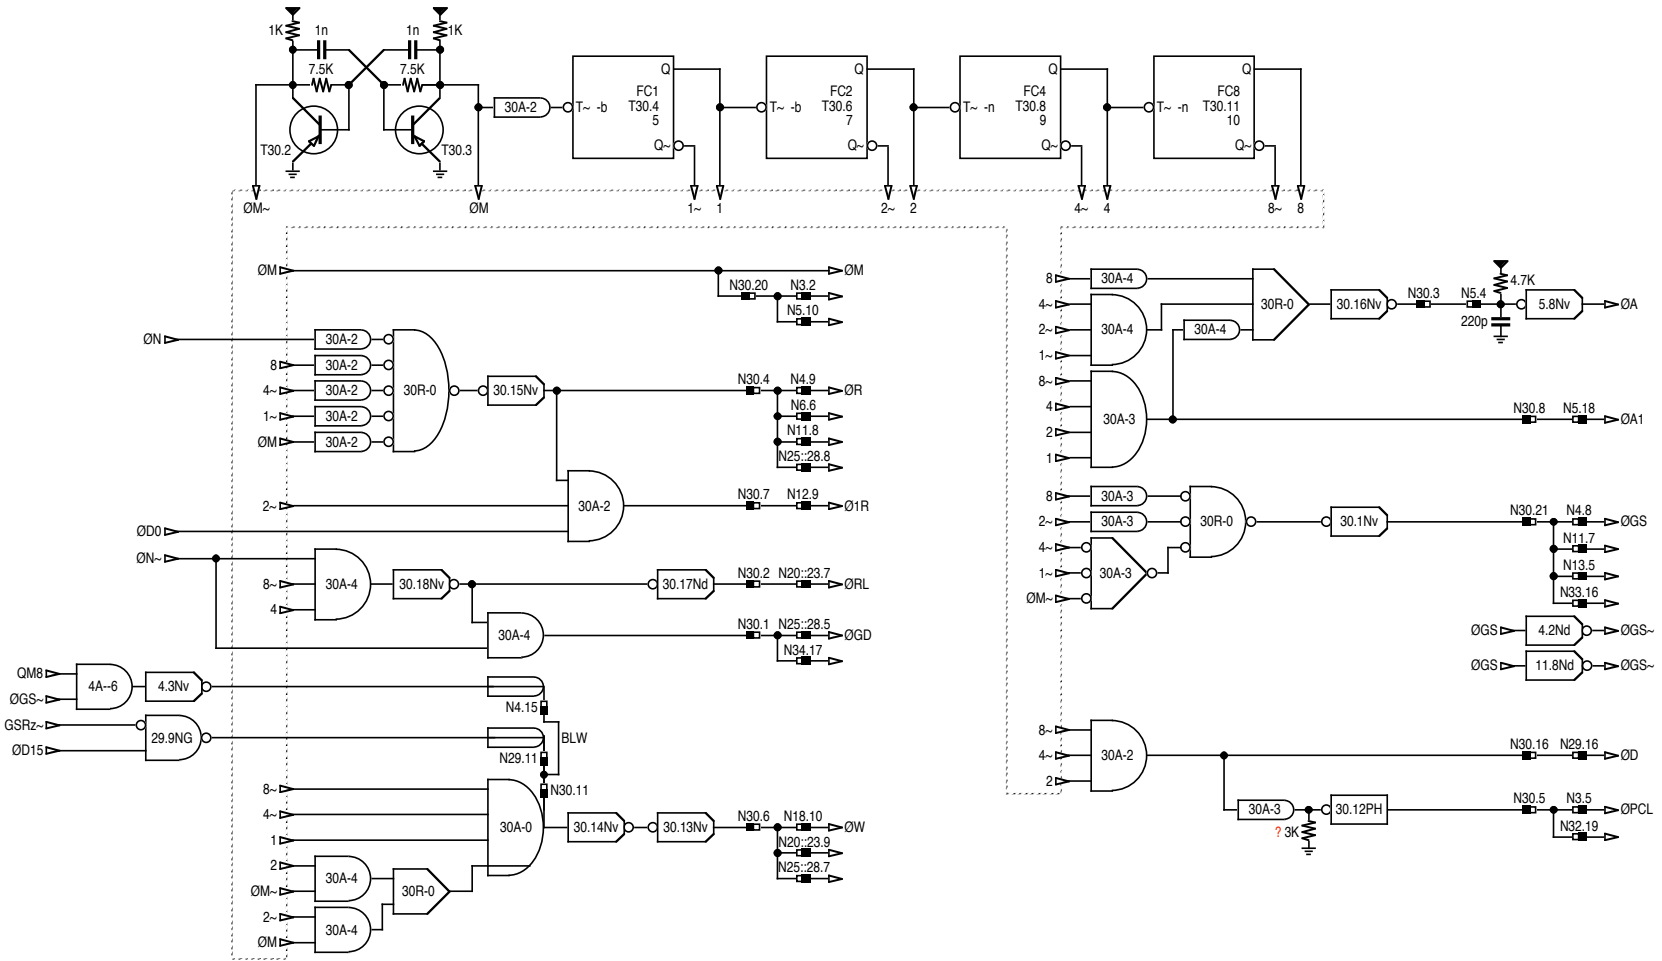 1K
1n
1n
1K
7.5K
7.5K
T30.2
T30.3
30A-2
T~ -b
Q
FC1
T30.4
5
Q~
T~ -b
Q
FC2
T30.6
7
Q~
T~ -n
Q
FC4
T30.8
9
Q~
T~ -n
Q
FC8
T30.11
10
Q~
ØM~
ØM
1~
1
2~
2
4~
4
8~
8
ØM
ØM
N30.20
N3.2
N5.10
ØN
30A-2
8
30A-2
4~
30A-2
1~
30A-2
ØM
30A-2
30R-0
30.15Nv
N30.4
N4.9
ØR
N6.6
N11.8
N25::28.8
2~
ØD0
30A-2
N30.7
N12.9
Ø1R
ØN~
8~
4
30A-4
30.18Nv
30.17Nd
N30.2
N20::23.7
ØRL
30A-4
N30.1
N25::28.5
ØGD
N34.17
QM8
ØGS~
4A--6
4.3Nv
N4.15
GSRz~
ØD15
29.9NG
BLW
N29.11
N30.11
8~
4~
1
30A-0
30.14Nv
30.13Nv
N30.6
N18.10
ØW
N20::23.9
N25::28.7
2
ØM~
30A-4
30R-0
2~
ØM
30A-4
8
30A-4
4~
2~
1~
30A-4
30A-4
30R-0
30.16Nv
N30.3
N5.4
4.7K
220p
5.8Nv
ØA
8~
4
2
1
30A-3
N30.8
N5.18
ØA1
8
30A-3
2~
30A-3
4~
1~
ØM~
30A-3
30R-0
30.1Nv
N30.21
N4.8
ØGS
N11.7
N13.5
N33.16
ØGS
4.2Nd
ØGS~
ØGS
11.8Nd
ØGS~
8~
4~
2
30A-2
N30.16
N29.16
ØD
30A-3
? 3K
30.12PH
N30.5
N3.5
ØPCL
N32.19